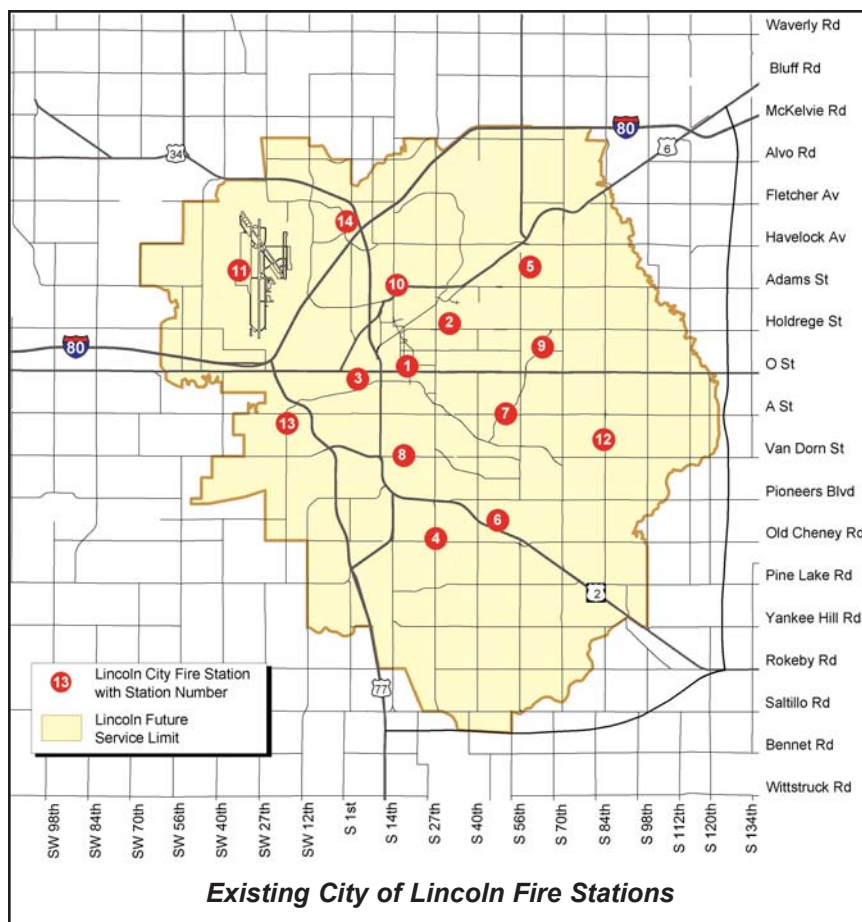 Waverly Rd
Bluff Rd
McKelvie Rd
80
6
34
Alvo Rd
Fletcher Av
14
Havelock Av
11
5
10
Adams St
2
Holdrege St
80
9
1
O St
3
7
A St
13
12
8
Van Dorn St
Pioneers Blvd
6
4
Old Cheney Rd
Pine Lake Rd
2
Yankee Hill Rd
13 Lincoln City Fire Station
with Station Number
Rokeby Rd
77
Lincoln Future
Service Limit
Saltillo Rd
Bennet Rd
Wittstruck Rd
SW 98th
SW 84th
SW 70th
SW 56th
SW 40th
SW 27th
SW 12th
S 1st
S 14th
S 27th
S 40th
S 56th
S 70th
S 84th
S 98th
S 112th
S 120th
S 134th
Existing City of Lincoln Fire Stations